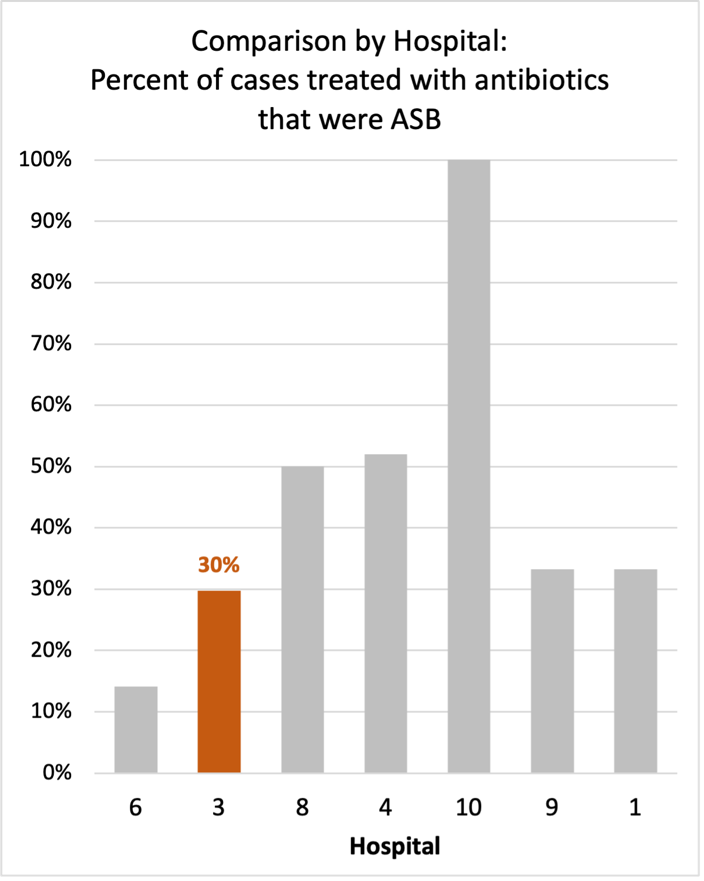 Comparison by Hospital:
Percent of cases treated with antibiotics
that were ASB
100%
90%
80%
70%
60%
50%
40%
30%
30%
20%
10%
0%
6 3 8 4 10 9 1
Hospital